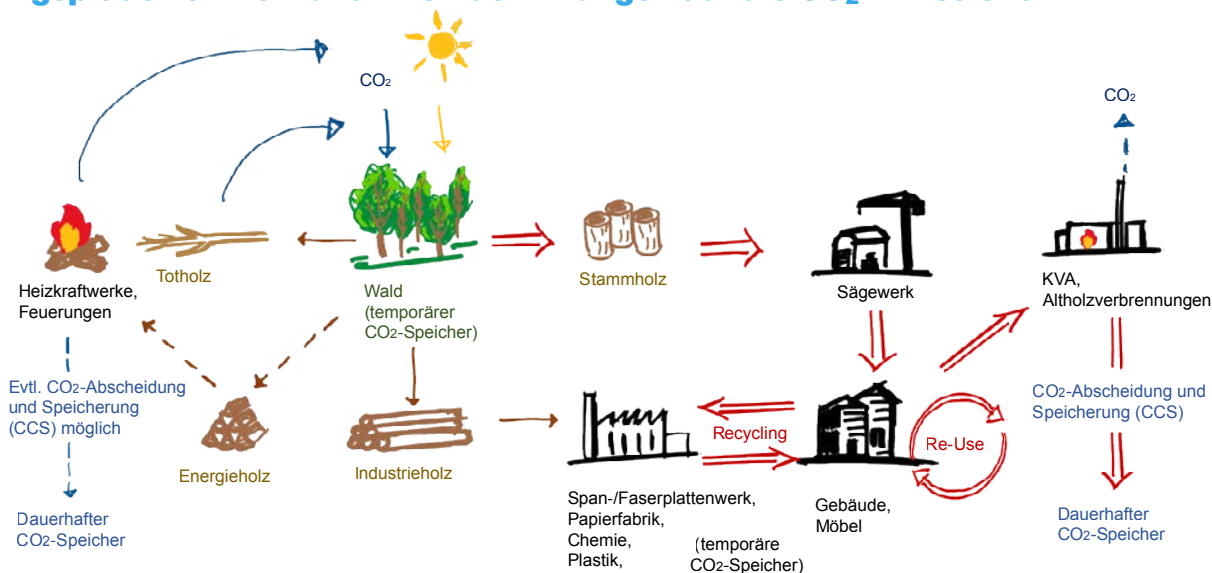 CO₂
CO₂
Totholz
Stammholz
Heizkraftwerke,
Feuerungen
Wald
(temporärer
CO₂-Speicher)
Sägewerk
KVA,
Altholzverbrennungen
Evtl. CO₂-Abscheidung
und Speicherung
(CCS) möglich
Energieholz
Industrieholz
Recycling
Re-Use
CO₂-Abscheidung und
Speicherung (CCS)
Span-/Faserplattenwerk,
Papierfabrik,
Chemie,
Plastik,
(temporäre
CO₂-Speicher)
Gebäude,
Möbel
Dauerhafter
CO₂-Speicher
Dauerhafter
CO₂-Speicher